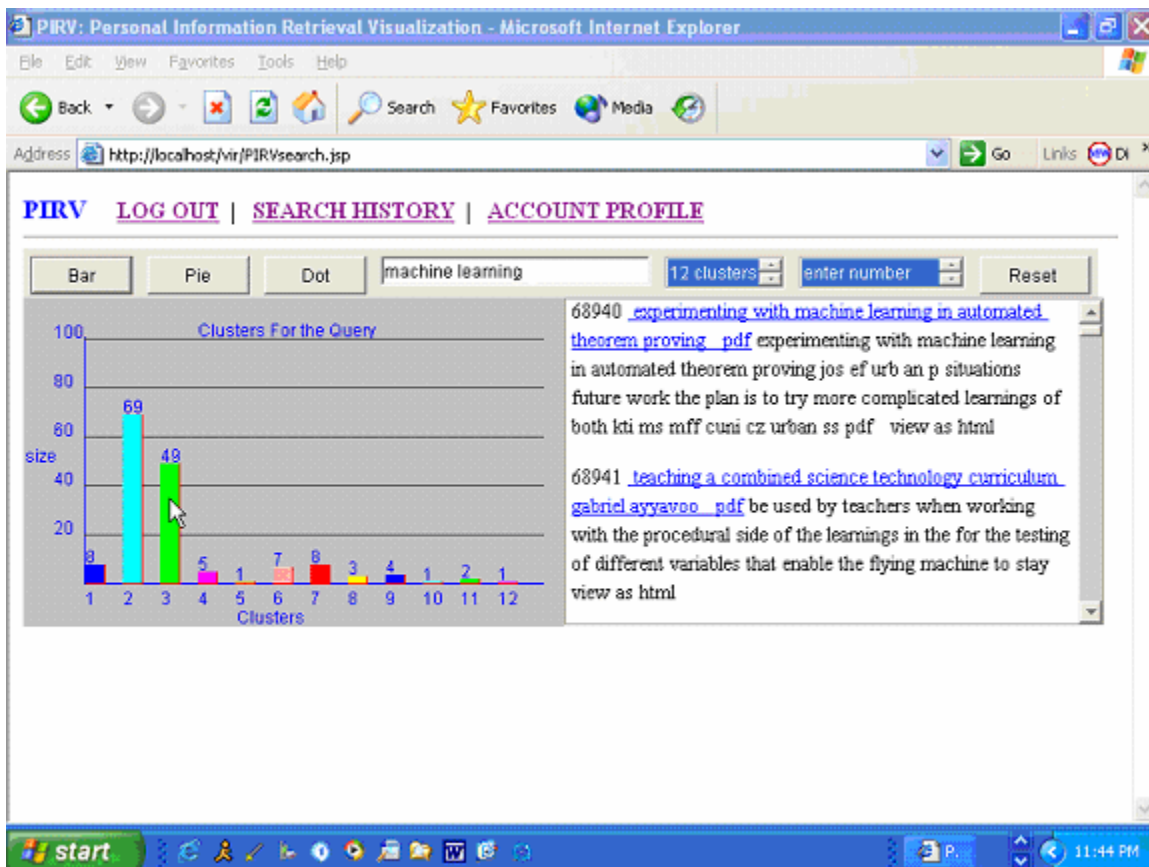 PIRV: Personal Information Retrieval Visualization - Microsoft Internet Explorer
File Edit View Favorites Tools Help
Back Search Favorites Media
Address http://localhost/vir/PIRVsearch.jsp Go Links
PIRV LOG OUT | SEARCH HISTORY | ACCOUNT PROFILE
Bar Pie Dot machine learning 12 clusters enter number Reset
Clusters For the Query
100
80
60
40
20
size
8 69 49 5 1 7 8 3 4 1 2 1
1 2 3 4 5 6 7 8 9 10 11 12
Clusters
68940 experimenting with machine learning in automated
theorem proving pdf experimenting with machine learning
in automated theorem proving jos ef urb an p situations
future work the plan is to try more complicated learnings of
both kti ms mff cuni cz urban ss pdf view as html
68941 teaching a combined science technology curriculum
gabriel ayyavoo pdf be used by teachers when working
with the procedural side of the learnings in the for the testing
of different variables that enable the flying machine to stay
view as html
start P.. 11:44 PM